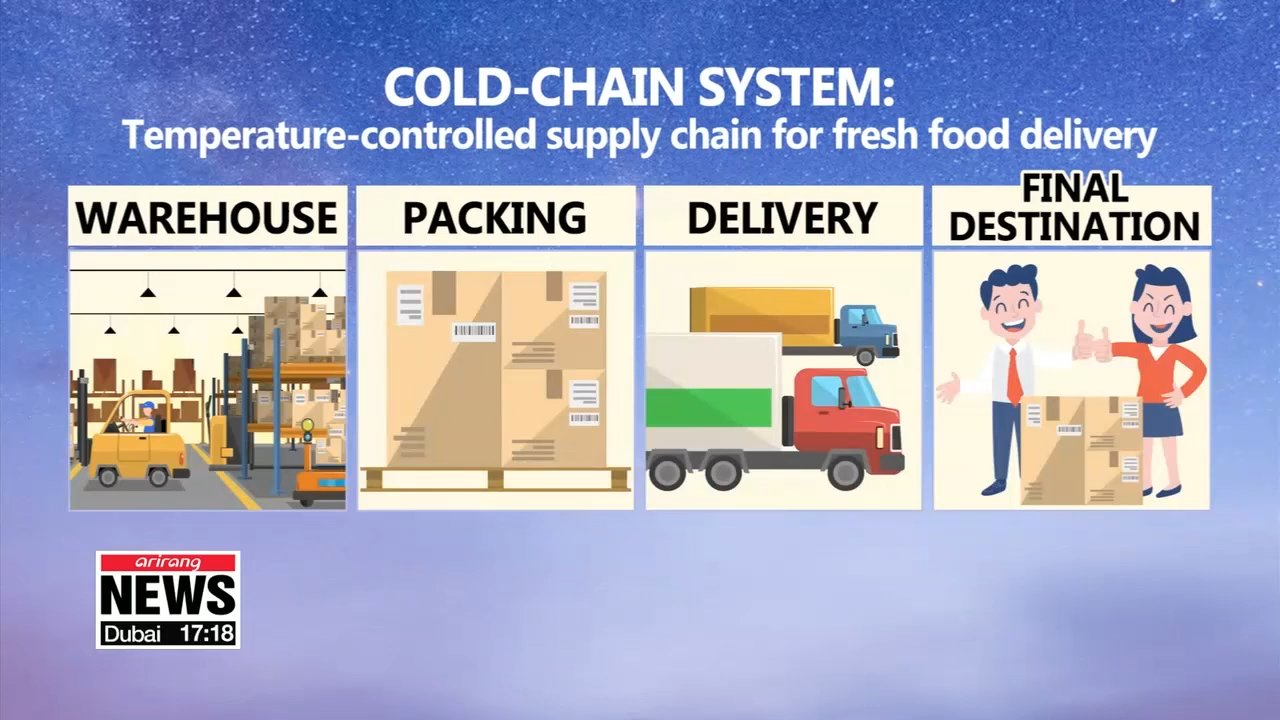 COLD-CHAIN SYSTEM:
Temperature-controlled supply chain for fresh food delivery
WAREHOUSE
PACKING
DELIVERY
FINAL
DESTINATION
arirang
NEWS
Dubai 17:18